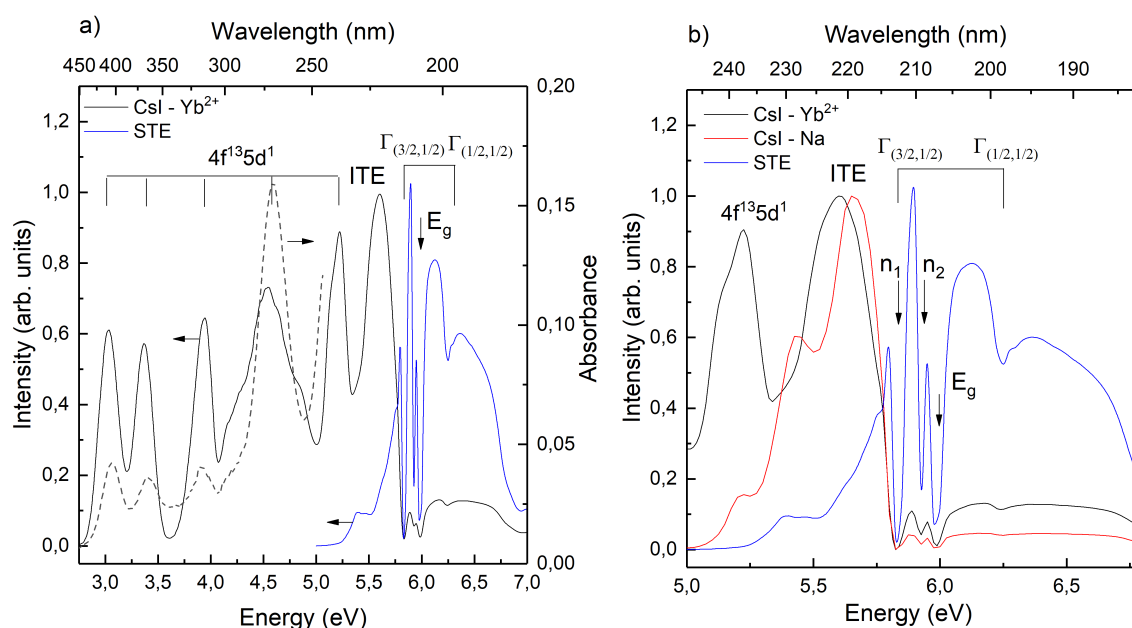 a)
Wavelength (nm)
450 400 350 300 250 200
CsI - Yb²⁺
STE
4f¹³5d¹
Γ(3/2,1/2) Γ(1/2,1/2)
ITE
E_g
1,2
1,0
0,8
0,6
0,4
0,2
0,0
Intensity (arb. units)
0,20
0,15
0,10
0,05
0,00
Absorbance
3,0 3,5 4,0 4,5 5,0 5,5 6,0 6,5 7,0
Energy (eV)
b)
Wavelength (nm)
240 230 220 210 200 190
CsI - Yb²⁺
CsI - Na
STE
Γ(3/2,1/2) Γ(1/2,1/2)
ITE
4f¹³5d¹
n₁ n₂
E_g
1,2
1,0
0,8
0,6
0,4
0,2
0,0
Intensity (arb. units)
5,0 5,5 6,0 6,5
Energy (eV)